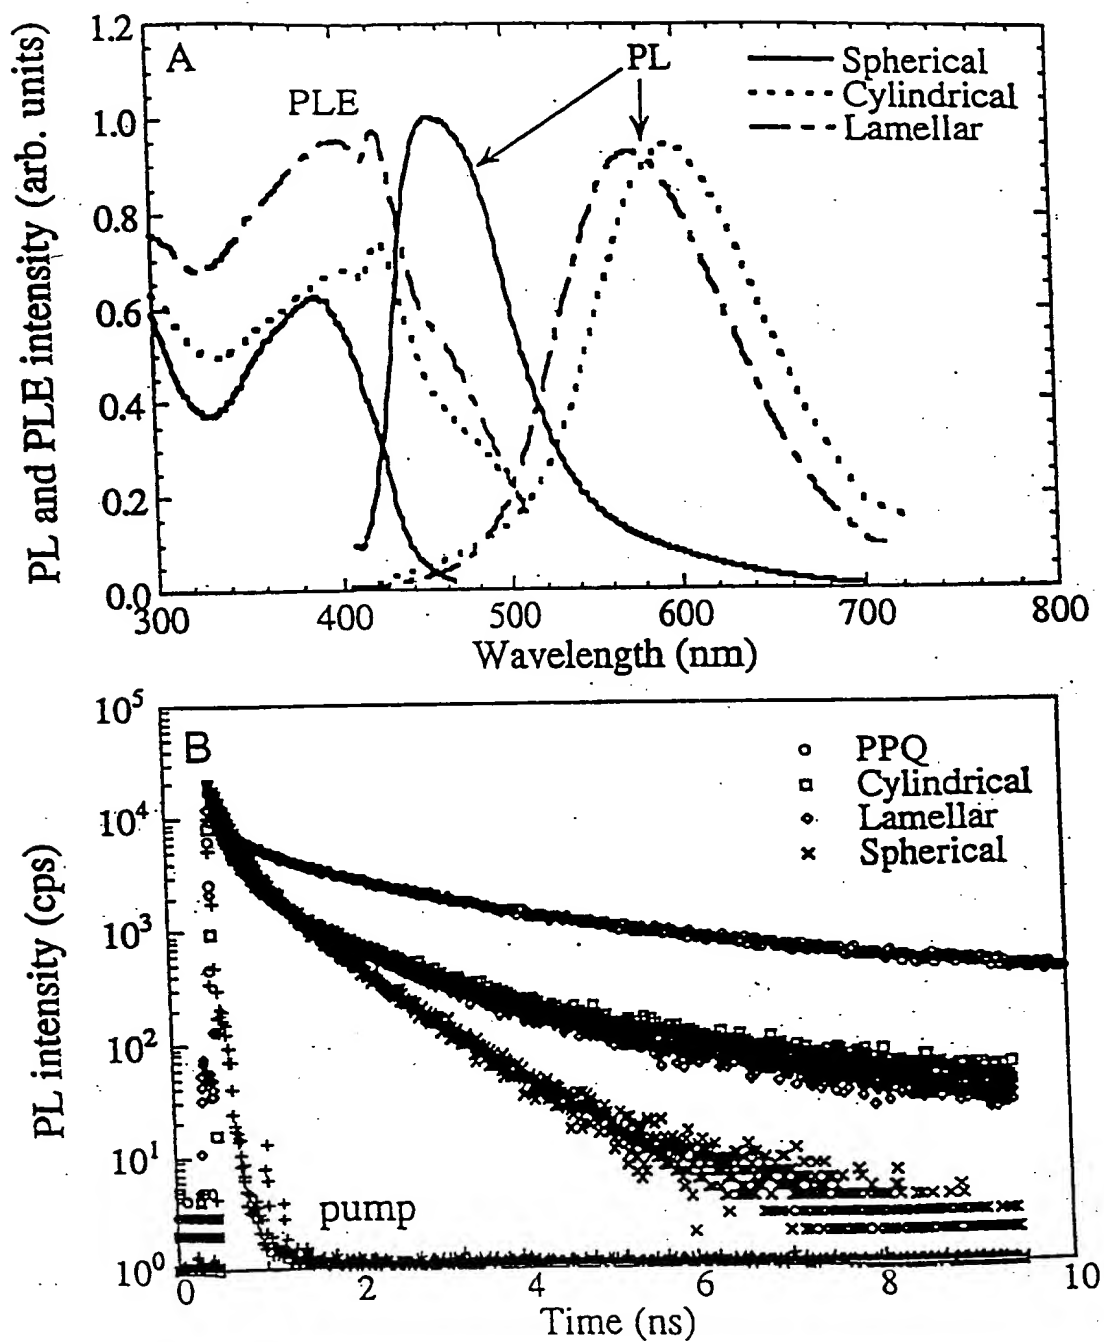 A
PL
PLE
Spherical
Cylindrical
Lamellar
PL and PLE intensity (arb. units)
1.2
1.0
0.8
0.6
0.4
0.2
0.0
300
400
500
600
700
800
Wavelength (nm)
B
PPQ
Cylindrical
Lamellar
Spherical
pump
PL intensity (cps)
10⁵
10⁴
10³
10²
10¹
10⁰
0
2
4
6
8
10
Time (ns)